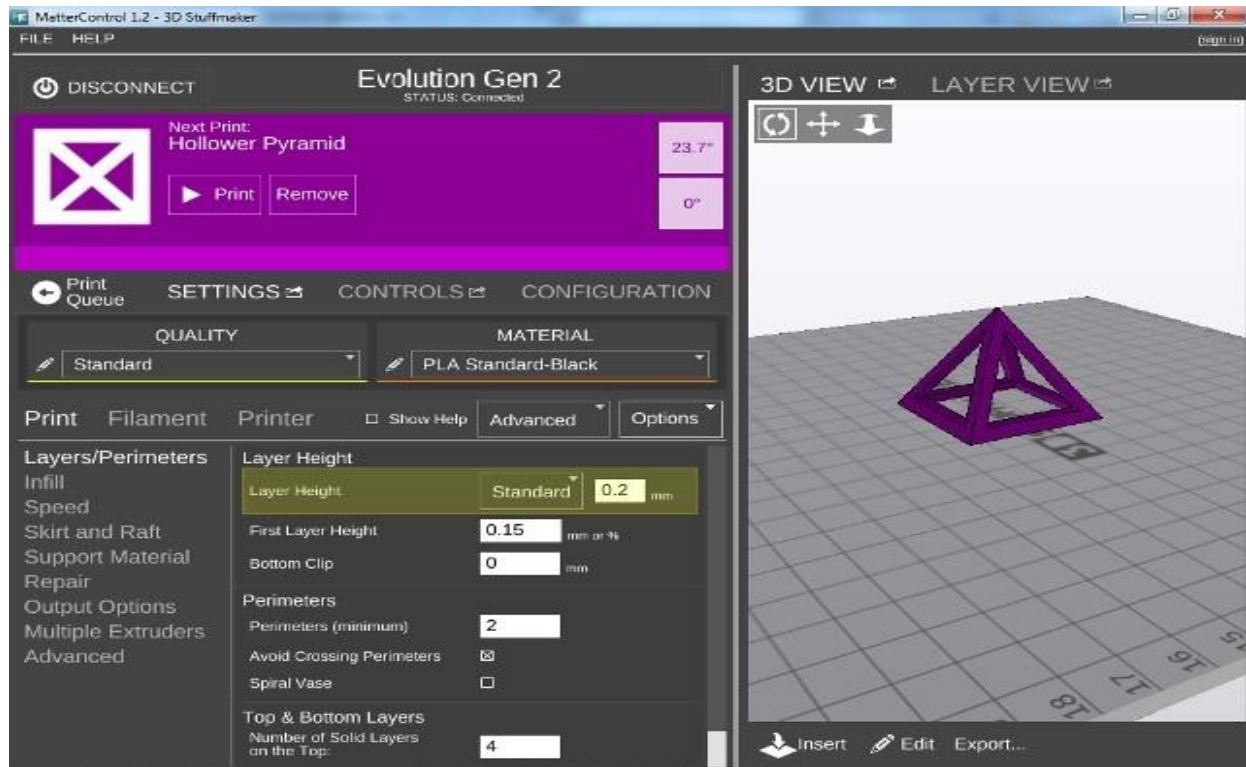 MatterControl 1.2 - 3D Stuffmaker
FILE HELP
(sign in)
DISCONNECT
Evolution Gen 2
STATUS: Connected
Next Print:
Hollower Pyramid
Print Remove
23.7°
0°
Print
Queue
SETTINGS CONTROLS CONFIGURATION
QUALITY MATERIAL
Standard PLA Standard-Black
Print Filament Printer Show Help Advanced Options
Layers/Perimeters
Infill
Speed
Skirt and Raft
Support Material
Repair
Output Options
Multiple Extruders
Advanced
Layer Height
Layer Height Standard 0.2 mm
First Layer Height 0.15 mm or %
Bottom Clip 0 mm
Perimeters
Perimeters (minimum) 2
Avoid Crossing Perimeters
Spiral Vase
Top & Bottom Layers
Number of Solid Layers
on the Top: 4
3D VIEW LAYER VIEW
15
16
17
18
Insert Edit Export...